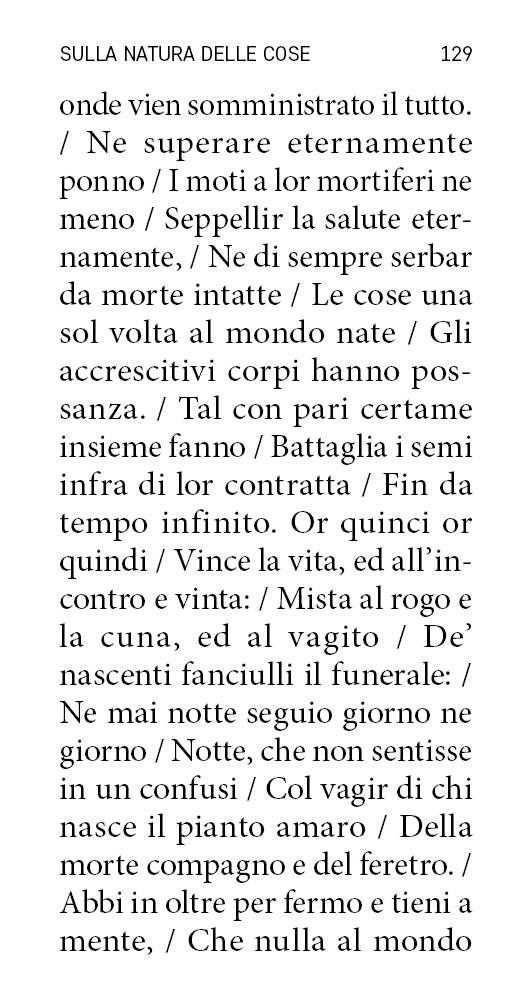 SULLA NATURA DELLE COSE 129
onde vien somministrato il tutto.
/ Ne superare eternamente
ponno / I moti a lor mortiferi ne
meno / Seppellir la salute eter-
namente, / Ne di sempre serbar
da morte intatte / Le cose una
sol volta al mondo nate / Gli
accrescitivi corpi hanno pos-
sanza. / Tal con pari certame
insieme fanno / Battaglia i semi
infra di lor contratta / Fin da
tempo infinito. Or quinci or
quindi / Vince la vita, ed all’in-
contro e vinta: / Mista al rogo e
la cuna, ed al vagito / De’
nascenti fanciulli il funerale: /
Ne mai notte seguio giorno ne
giorno / Notte, che non sentisse
in un confusi / Col vagir di chi
nasce il pianto amaro / Della
morte compagno e del feretro. /
Abbi in oltre per fermo e tieni a
mente, / Che nulla al mondo